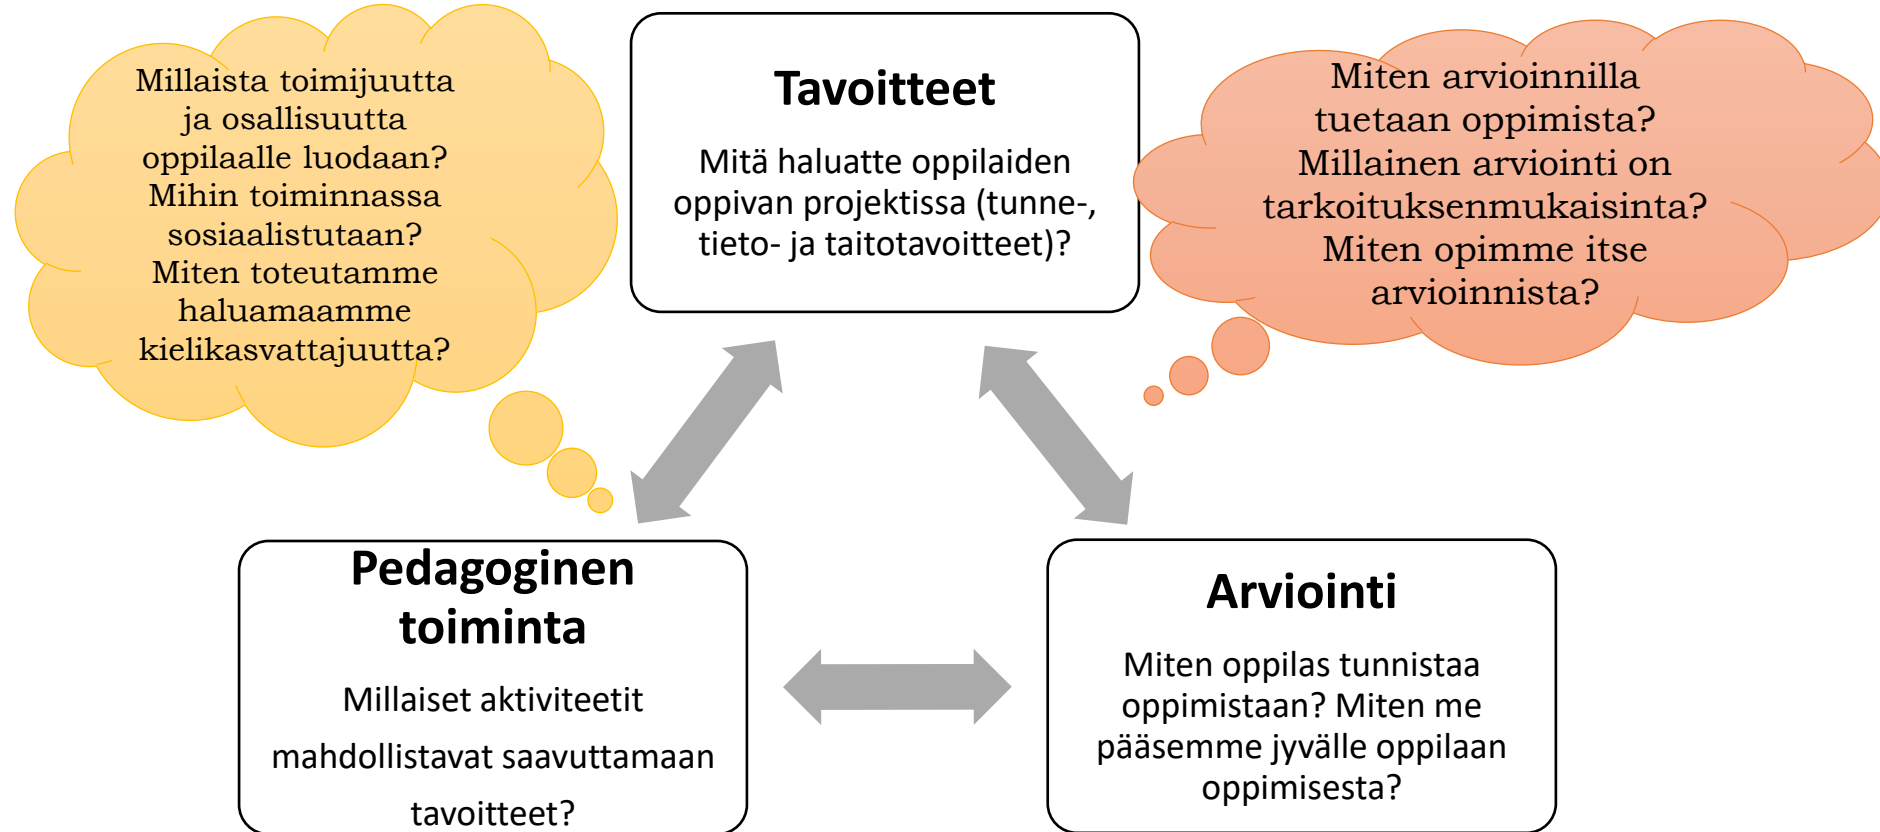 Millaista toimijuutta
ja osallisuutta
oppilaalle luodaan?
Mihin toiminnassa
sosiaalistutaan?
Miten toteutamme
haluamaamme
kielikasvattajuutta?
Tavoitteet
Mitä haluatte oppilaiden
oppivan projektissa (tunne-,
tieto- ja taitotavoitteet)?
Miten arvioinnilla
tuetaan oppimista?
Millainen arviointi on
tarkoituksenmukaisinta?
Miten opimme itse
arvioinnista?
Pedagoginen
toiminta
Millaiset aktiviteetit
mahdollistavat saavuttamaan
tavoitteet?
Arviointi
Miten oppilas tunnistaa
oppimistaan? Miten me
pääsemme jyvälle oppilaan
oppimisesta?